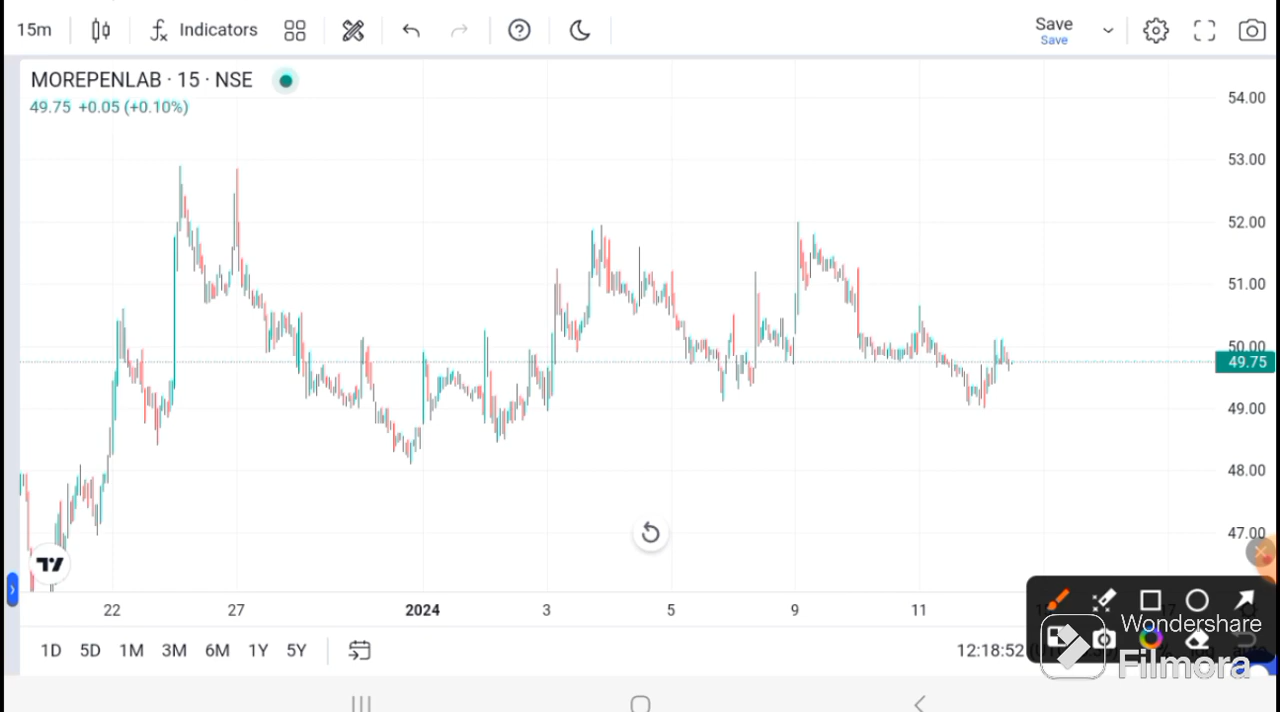 15m
Indicators
Save
Save
MOREPENLAB · 15 · NSE
49.75 +0.05 (+0.10%)
54.00
53.00
52.00
51.00
50.00
49.75
49.00
48.00
47.00
22 27 2024 3 5 9 11
1D 5D 1M 3M 6M 1Y 5Y
12:18:52
Wondershare
Filmora